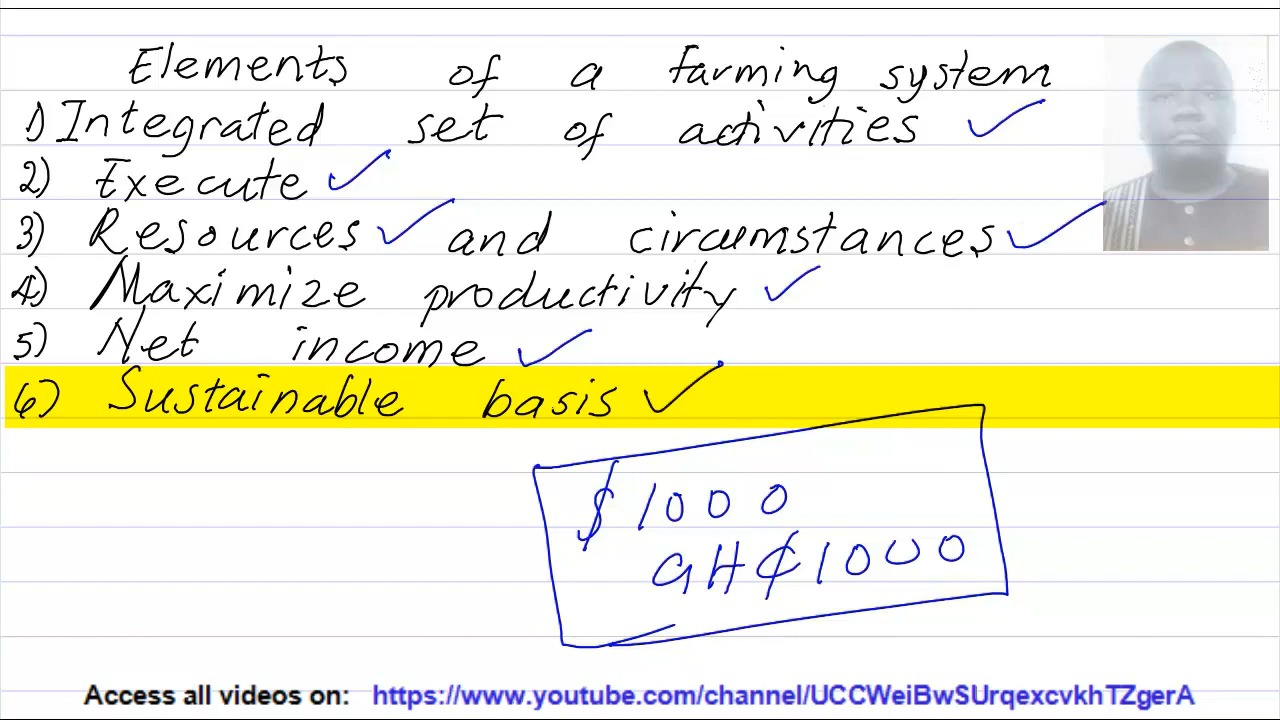 Elements of a farming system
1) Integrated set of activities
2) Execute
3) Resources and circumstances
4) Maximize productivity
5) Net income
6) Sustainable basis
$1000
GH₵1000
Access all videos on: https://www.youtube.com/channel/UCCWeiBwSUrqexcvkhTZgerA